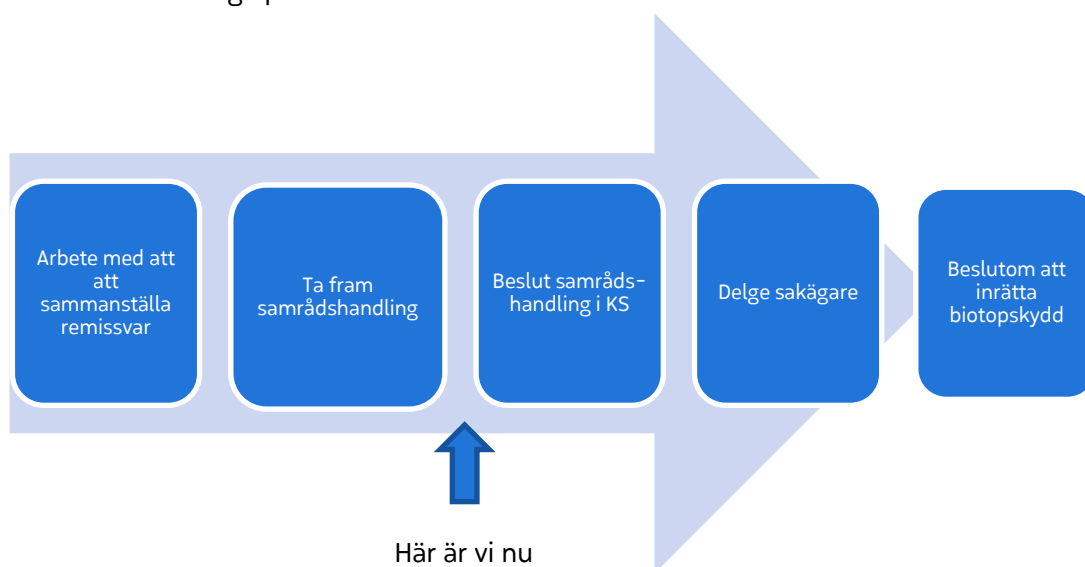 Arbete med att
att
sammanställa
remissvar
Ta fram
samrådshandling
Beslut samråds-
handling i KS
Delge sakägare
Beslutom att
inrätta
biotopskydd
Här är vi nu